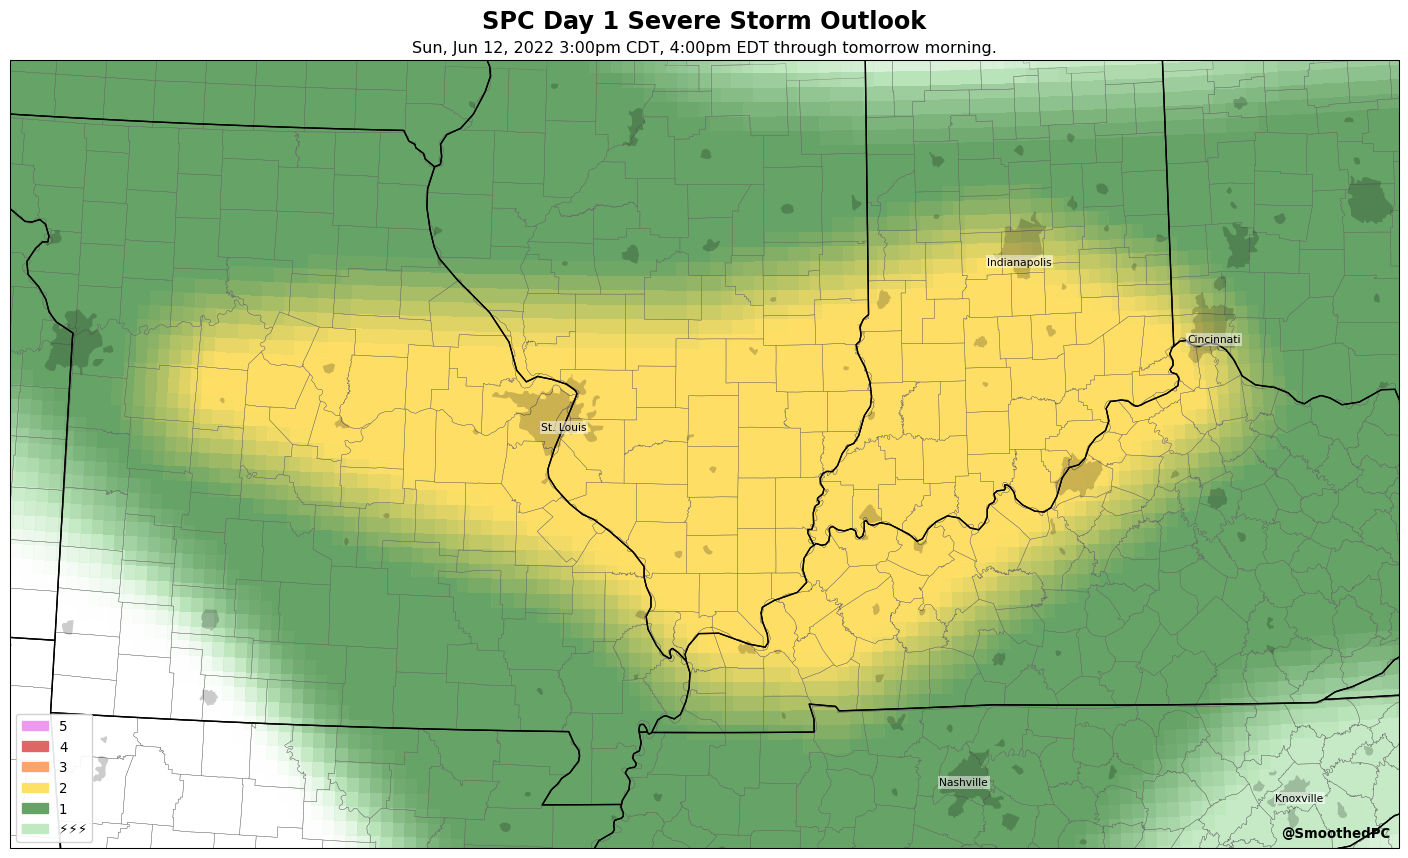 SPC Day 1 Severe Storm Outlook
Sun, Jun 12, 2022 3:00pm CDT, 4:00pm EDT through tomorrow morning.
Indianapolis
Cincinnati
St. Louis
Nashville
Knoxville
5
4
3
2
1
⚡⚡⚡
@SmoothedPC